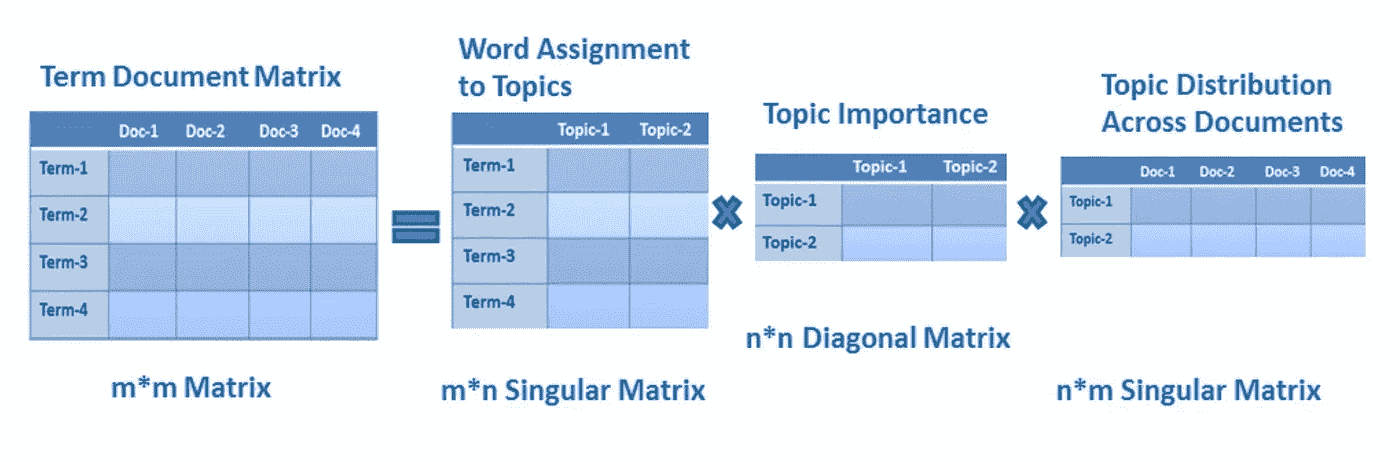 Term Document Matrix
Doc-1 Doc-2 Doc-3 Doc-4
Term-1
Term-2
Term-3
Term-4
m*m Matrix
Word Assignment
to Topics
Topic-1 Topic-2
Term-1
Term-2
Term-3
Term-4
m*n Singular Matrix
Topic Importance
Topic-1 Topic-2
Topic-1
Topic-2
n*n Diagonal Matrix
Topic Distribution
Across Documents
Doc-1 Doc-2 Doc-3 Doc-4
Topic-1
Topic-2
n*m Singular Matrix